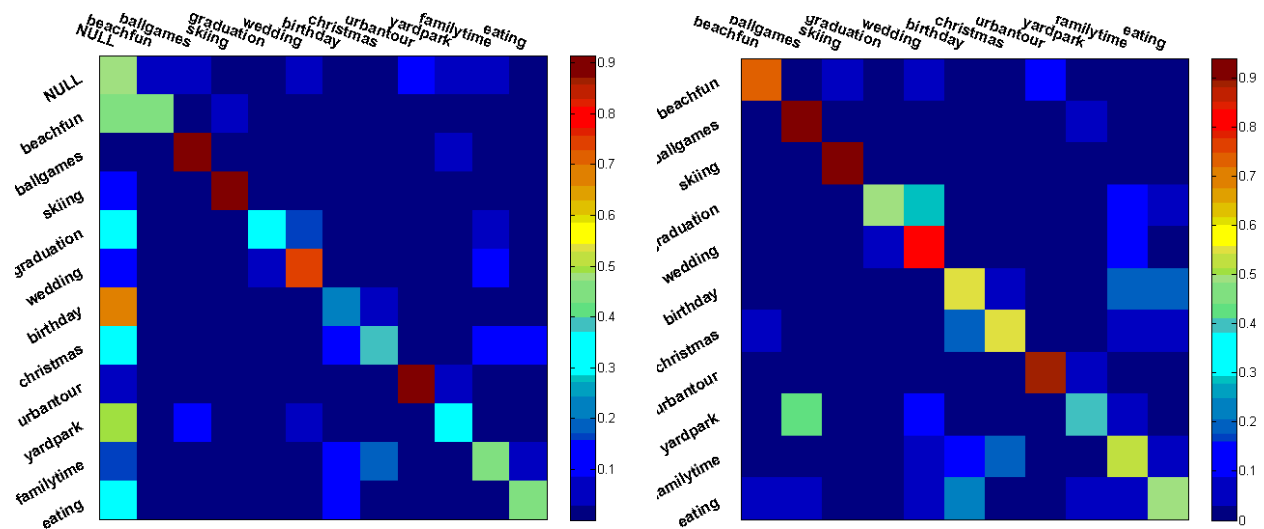 NULL
beachfun
ballgames
skiing
graduation
wedding
birthday
christmas
urbantour
yardpark
familytime
eating
NULL
beachfun
ballgames
skiing
graduation
wedding
birthday
christmas
urbantour
yardpark
familytime
eating
0.9
0.8
0.7
0.6
0.5
0.4
0.3
0.2
0.1
beachfun
ballgames
skiing
graduation
wedding
birthday
christmas
urbantour
yardpark
familytime
eating
beachfun
ballgames
skiing
graduation
wedding
birthday
christmas
urbantour
yardpark
familytime
eating
0.9
0.8
0.7
0.6
0.5
0.4
0.3
0.2
0.1
0